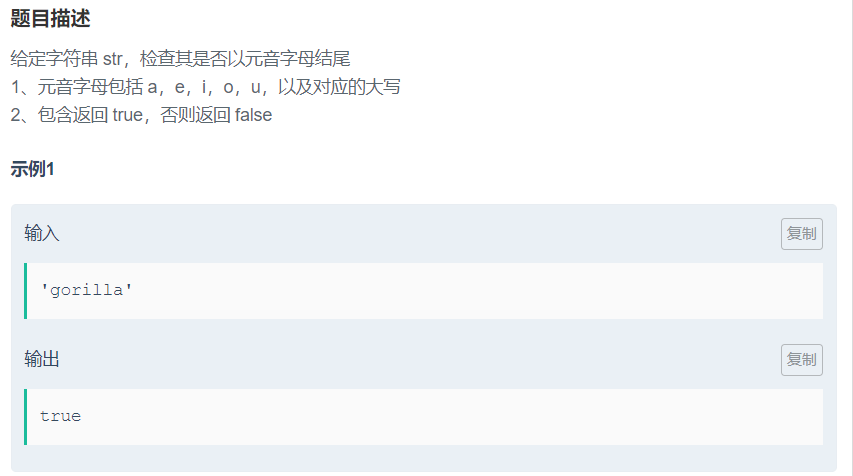 题目描述
给定字符串 str，检查其是否以元音字母结尾
1、元音字母包括 a，e，i，o，u，以及对应的大写
2、包含返回 true，否则返回 false
示例1
输入
复制
'gorilla'
输出
复制
true